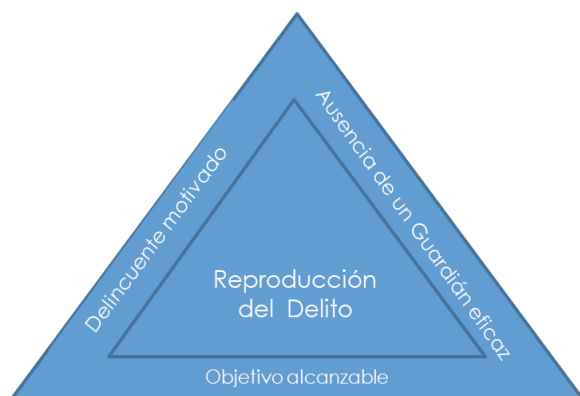 Delincuente motivado
Ausencia de un Guardián eficaz
Reproducción
del Delito
Objetivo alcanzable